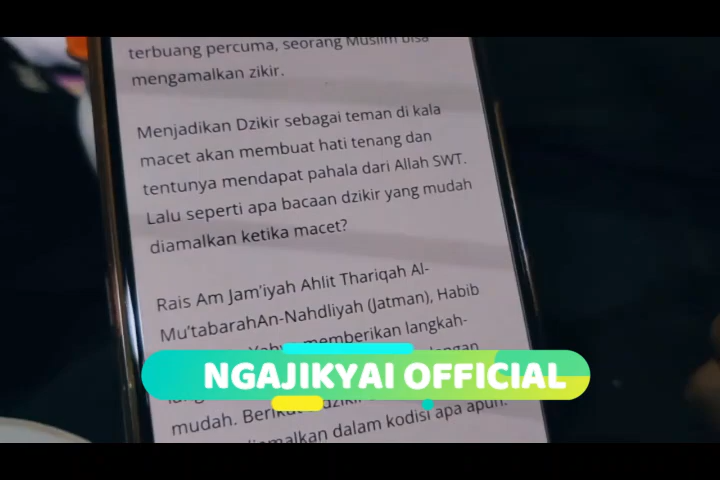 terbuang percuma, seorang Muslim bisa
mengamalkan zikir.
Menjadikan Dzikir sebagai teman di kala
macet akan membuat hati tenang dan
tentunya mendapat pahala dari Allah SWT.
Lalu seperti apa bacaan dzikir yang mudah
diamalkan ketika macet?
Rais Am Jam'iyah Ahlit Thariqah Al-
Mu'tabarahAn-Nahdliyah (Jatman), Habib
memberikan langkah-
NGAJIKYAI OFFICIAL
mudah.
diamalkan dalam kodisi apa apun.